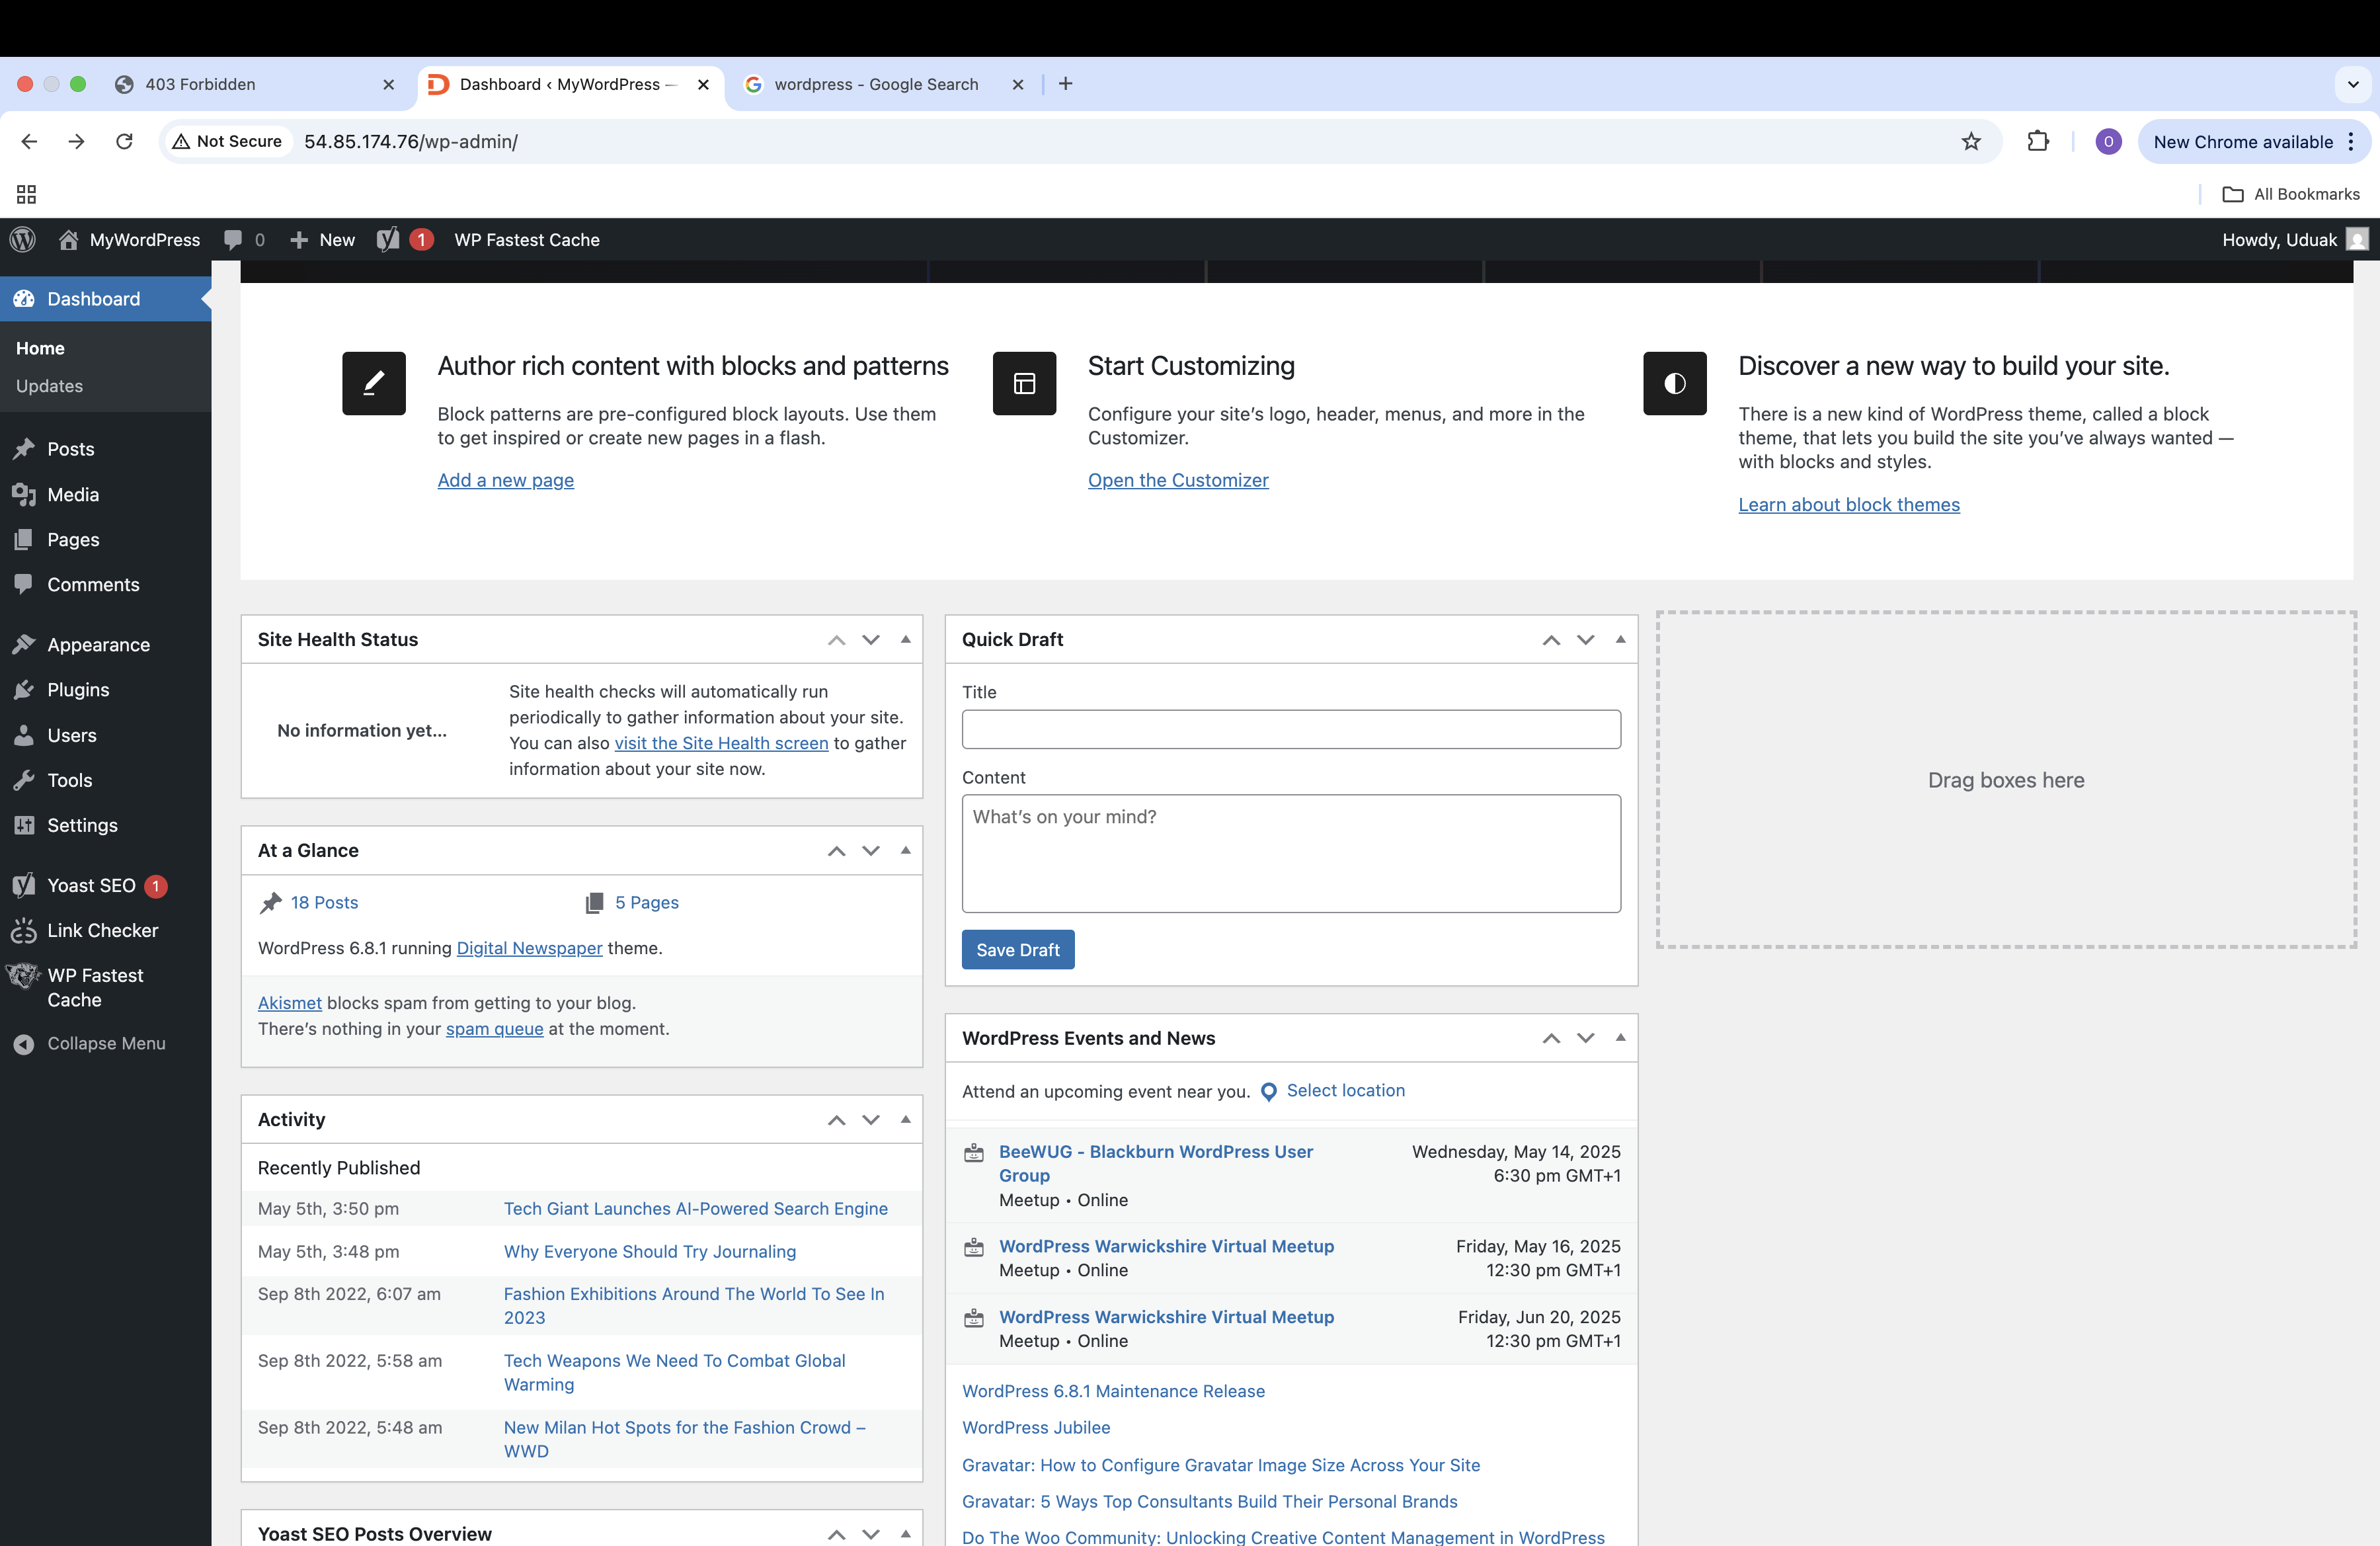 403 Forbidden
Dashboard ‹ MyWordPress —
wordpress - Google Search
Not Secure
54.85.174.76/wp-admin/
O
New Chrome available
All Bookmarks
MyWordPress
0
New
1
WP Fastest Cache
Howdy, Uduak
Dashboard
Home
Updates
Posts
Media
Pages
Comments
Appearance
Plugins
Users
Tools
Settings
Yoast SEO 1
Link Checker
WP Fastest
Cache
Collapse Menu
Author rich content with blocks and patterns
Block patterns are pre-configured block layouts. Use them
to get inspired or create new pages in a flash.
Add a new page
Start Customizing
Configure your site’s logo, header, menus, and more in the
Customizer.
Open the Customizer
Discover a new way to build your site.
There is a new kind of WordPress theme, called a block
theme, that lets you build the site you’ve always wanted —
with blocks and styles.
Learn about block themes
Site Health Status
No information yet...
Site health checks will automatically run
periodically to gather information about your site.
You can also visit the Site Health screen to gather
information about your site now.
At a Glance
18 Posts
5 Pages
WordPress 6.8.1 running Digital Newspaper theme.
Akismet blocks spam from getting to your blog.
There’s nothing in your spam queue at the moment.
Activity
Recently Published
May 5th, 3:50 pm
Tech Giant Launches AI-Powered Search Engine
May 5th, 3:48 pm
Why Everyone Should Try Journaling
Sep 8th 2022, 6:07 am
Fashion Exhibitions Around The World To See In
2023
Sep 8th 2022, 5:58 am
Tech Weapons We Need To Combat Global
Warming
Sep 8th 2022, 5:48 am
New Milan Hot Spots for the Fashion Crowd –
WWD
Yoast SEO Posts Overview
Quick Draft
Title
Content
What’s on your mind?
Save Draft
WordPress Events and News
Attend an upcoming event near you.
Select location
BeeWUG - Blackburn WordPress User
Group
Meetup • Online
Wednesday, May 14, 2025
6:30 pm GMT+1
WordPress Warwickshire Virtual Meetup
Meetup • Online
Friday, May 16, 2025
12:30 pm GMT+1
WordPress Warwickshire Virtual Meetup
Meetup • Online
Friday, Jun 20, 2025
12:30 pm GMT+1
WordPress 6.8.1 Maintenance Release
WordPress Jubilee
Gravatar: How to Configure Gravatar Image Size Across Your Site
Gravatar: 5 Ways Top Consultants Build Their Personal Brands
Do The Woo Community: Unlocking Creative Content Management in WordPress
Drag boxes here